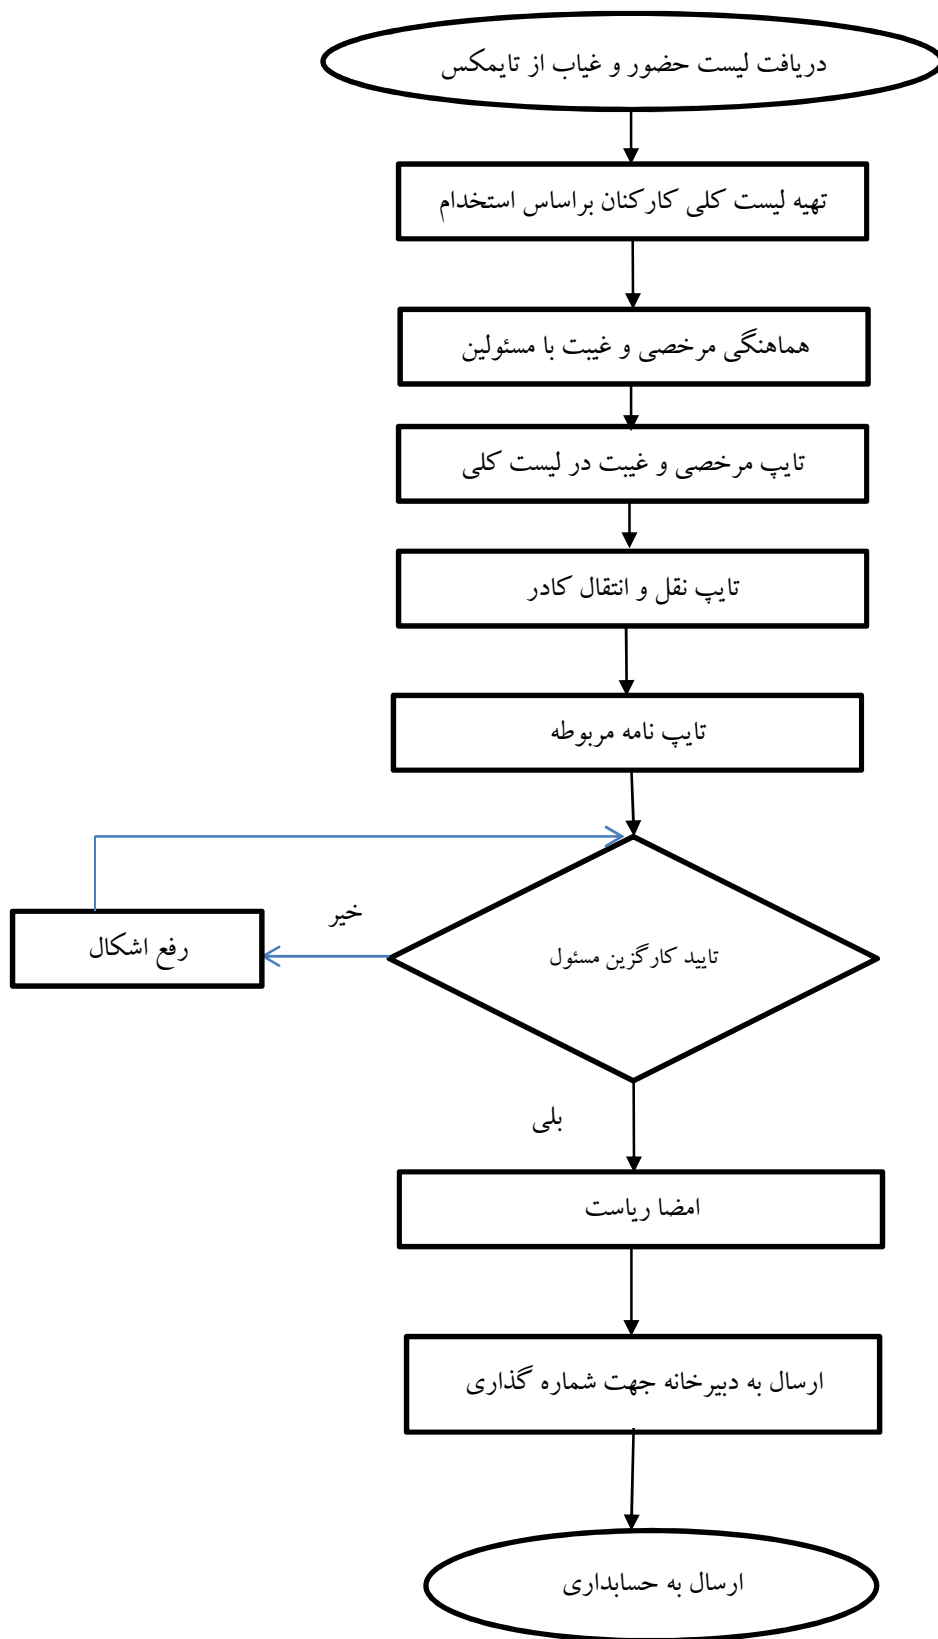 دریافت لیست حضور و غیاب از تایمکس
تهیه لیست کلی کارکنان براساس استخدام
هماهنگی مرخصی و غیبت با مسئولین
تایپ مرخصی و غیبت در لیست کلی
تایپ نقل و انتقال کادر
تایپ نامه مربوطه
خیر
رفع اشکال
تایید کارگزین مسئول
بلی
امضا ریاست
ارسال به دبیرخانه جهت شماره گذاری
ارسال به حسابداری